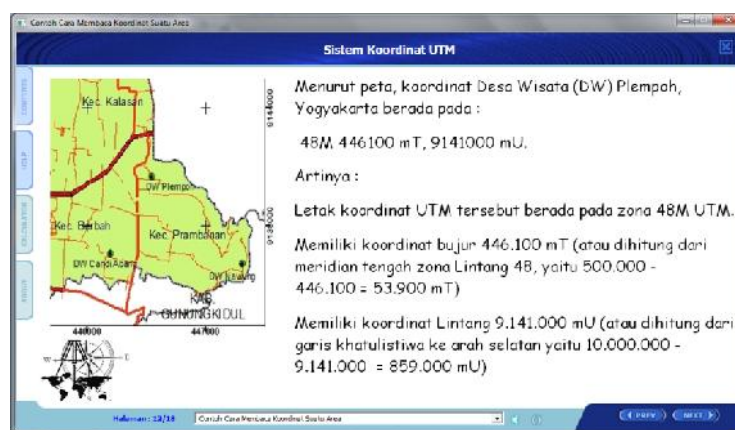 Contoh Cara Membaca Koordinat Suatu Area
Sistem Koordinat UTM
Kec. Kalasan
DW Plempoh
Kec. Berbah
Kec. Prambanan
DW Candi Abang
KAB.
GUNUNGKIDUL
9144000
9138000
447000
Menurut peta, koordinat Desa Wisata (DW) Plempoh,
Yogyakarta berada pada :
48M 446100 mT, 9141000 mU.
Artinya :
Letak koordinat UTM tersebut berada pada zona 48M UTM.
Memiliki koordinat bujur 446.100 mT (atau dihitung dari
meridian tengah zona Lintang 48, yaitu 500.000 -
446.100 = 53.900 mT)
Memiliki koordinat Lintang 9.141.000 mU (atau dihitung dari
garis khatulistiwa ke arah selatan yaitu 10.000.000 -
9.141.000 = 859.000 mU)
Contoh Cara Membaca Koordinat Suatu Area
PREV
NEXT